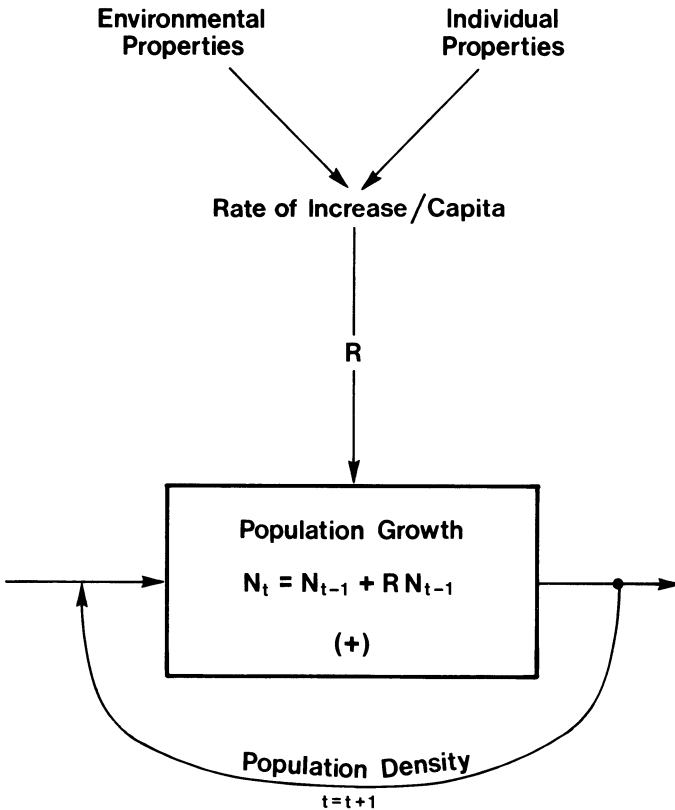 Environmental
Properties
Individual
Properties
Rate of Increase/Capita
R
Population Growth
Nₜ = Nₜ₋₁ + R Nₜ₋₁
(+)
Population Density
t=t+1